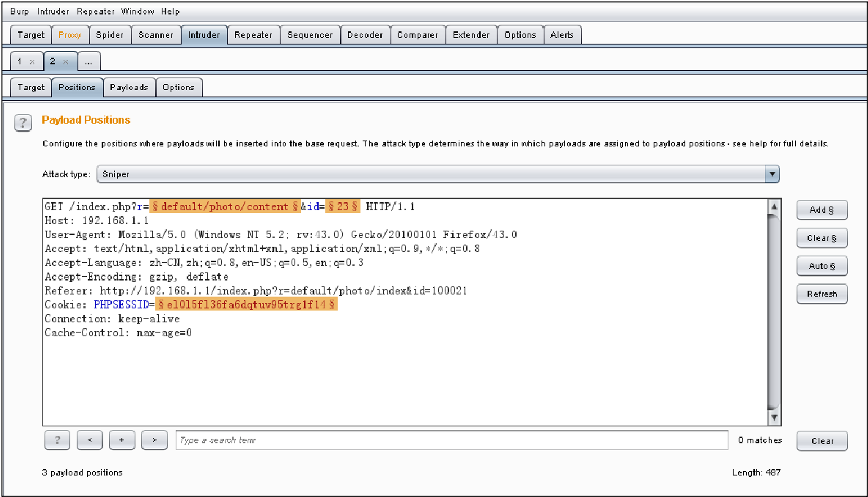 Burp Intruder Repeater Window Help
Target Proxy Spider Scanner Intruder Repeater Sequencer Decoder Comparer Extender Options Alerts
1 × 2 × ...
Target Positions Payloads Options
? Payload Positions
Configure the positions where payloads will be inserted into the base request. The attack type determines the way in which payloads are assigned to payload positions - see help for full details.
Attack type: Sniper
GET /index.php?r=§default/photo/content§&id=§23§ HTTP/1.1
Host: 192.168.1.1
User-Agent: Mozilla/5.0 (Windows NT 5.2; rv:43.0) Gecko/20100101 Firefox/43.0
Accept: text/html,application/xhtml+xml,application/xml;q=0.9,*/*;q=0.8
Accept-Language: zh-CN,zh;q=0.8,en-US;q=0.5,en;q=0.3
Accept-Encoding: gzip, deflate
Referer: http://192.168.1.1/index.php?r=default/photo/index&id=100021
Cookie: PHPSESSID=§el0l5fl36fa6dqtuv95trglf14§
Connection: keep-alive
Cache-Control: max-age=0
Add §
Clear §
Auto §
Refresh
? < + > Type a search term 0 matches Clear
3 payload positions Length: 487